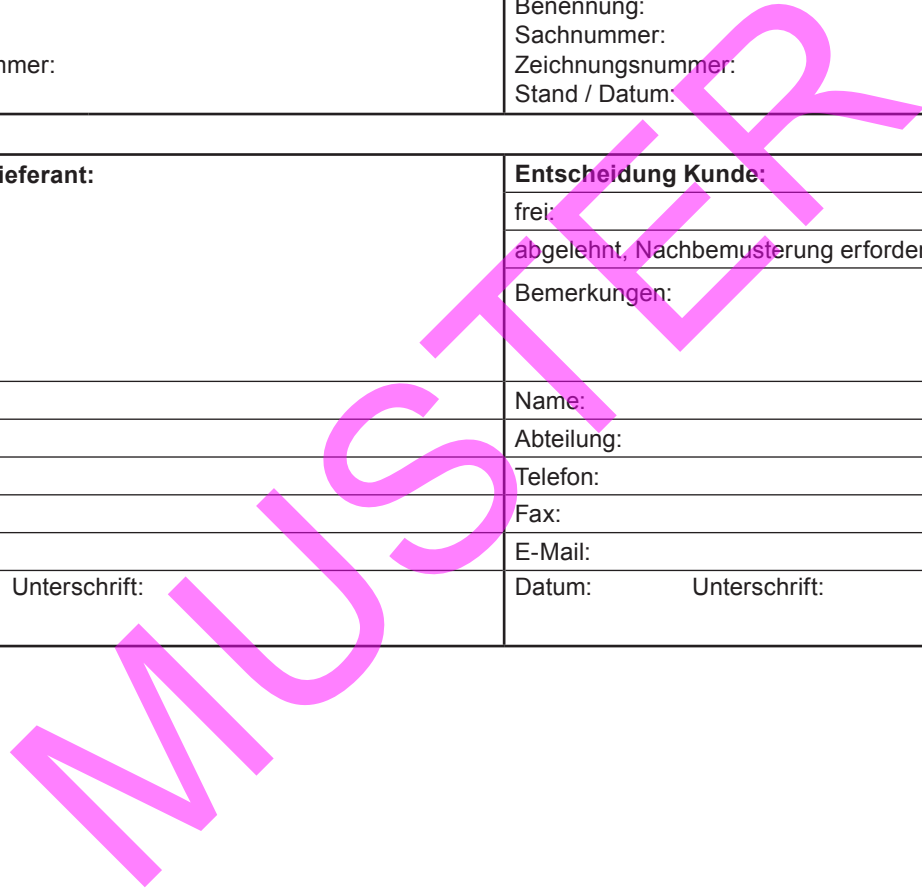 Benennung:
Sachnummer:
mmer: Zeichnungsnummer:
Stand / Datum:
ieferant: Entscheidung Kunde:
frei:
abgelehnt, Nachbemusterung erforder
Bemerkungen:
Name:
Abteilung:
Telefon:
Fax:
E-Mail:
Unterschrift: Datum: Unterschrift:
MUSTER